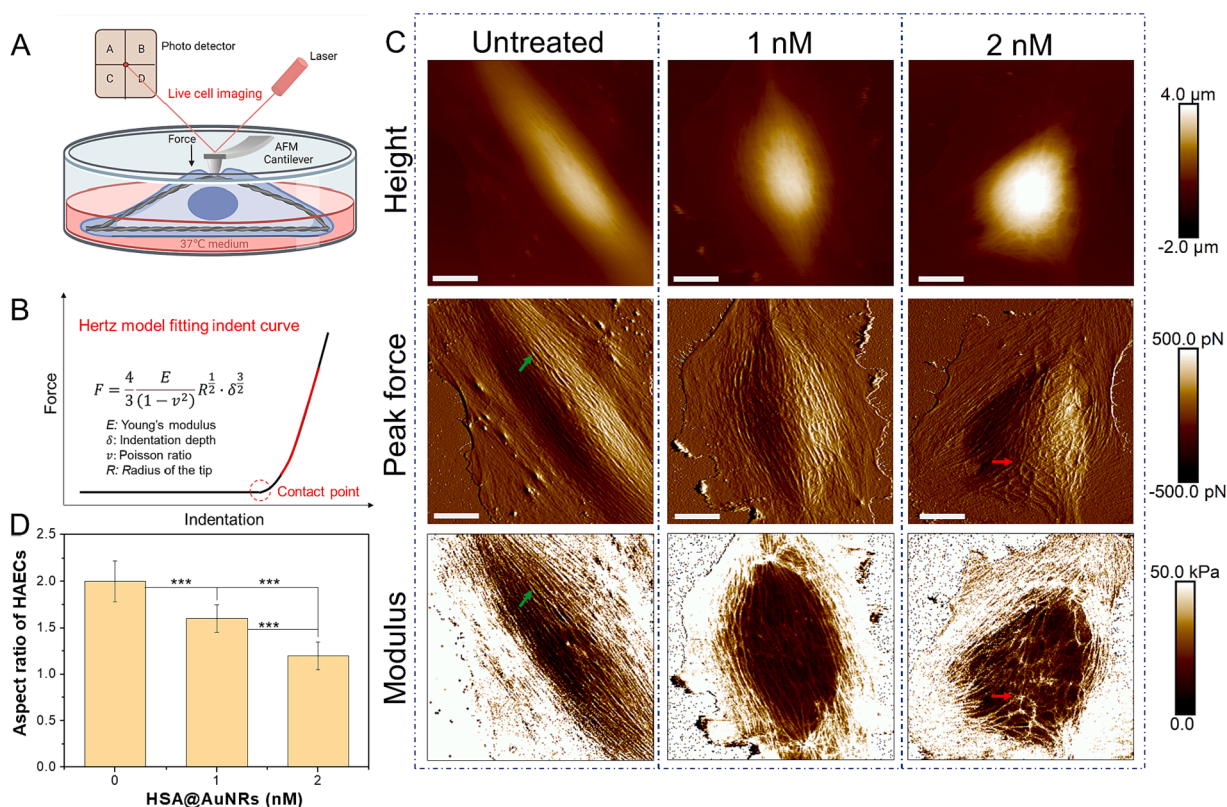 A
A B
C D
Photo detector
Laser
Live cell imaging
Force
AFM
Cantilever
37℃ medium
B
Hertz model fitting indent curve
F = 4/3 E/(1 − v²) R^1/2 · δ^3/2
E: Young's modulus
δ: Indentation depth
v: Poisson ratio
R: Radius of the tip
Contact point
Force
Indentation
C
Untreated
1 nM
2 nM
Height
4.0 µm
-2.0 µm
Peak force
500.0 pN
-500.0 pN
Modulus
50.0 kPa
0.0
D
Aspect ratio of HAECs
2.5
2.0
1.5
1.0
0.5
0.0
*** ***
***
0 1 2
HSA@AuNRs (nM)